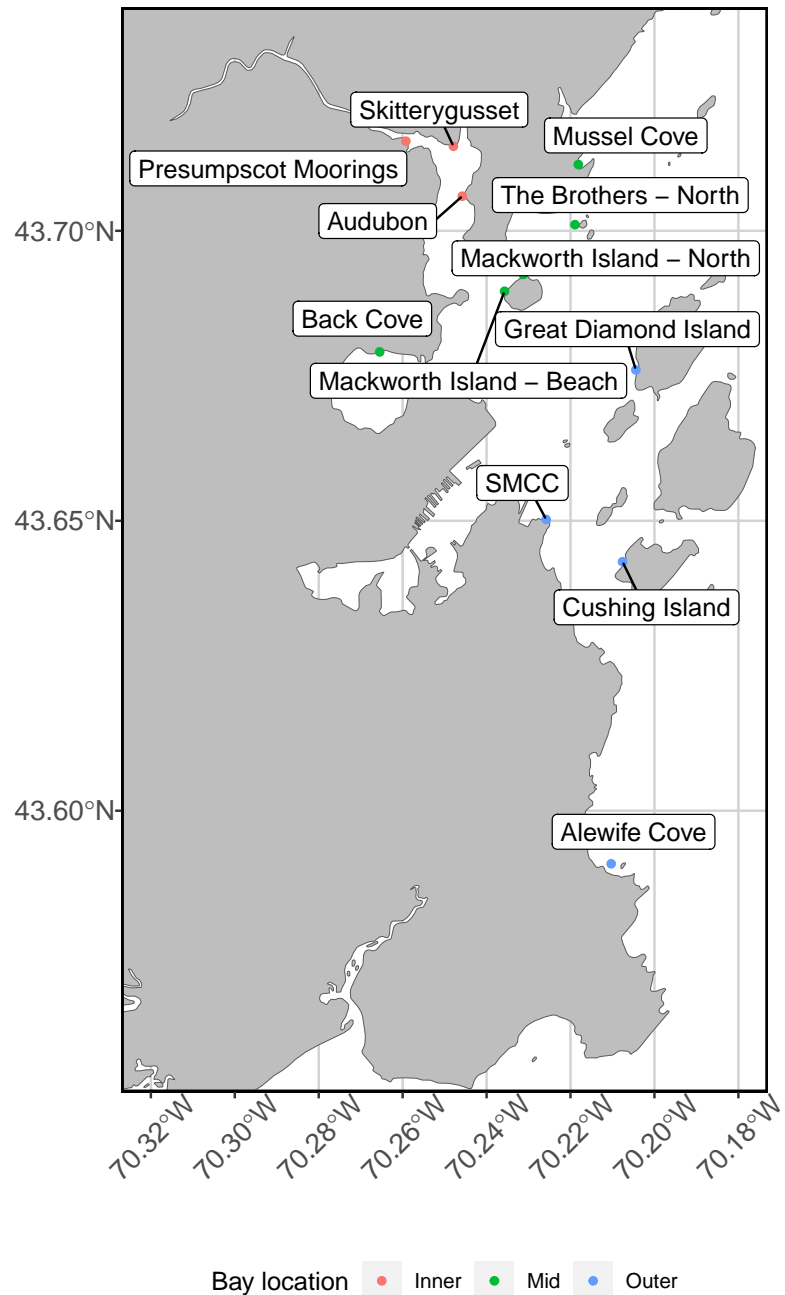 Skitterygusset
Mussel Cove
Presumpscot Moorings
The Brothers − North
Audubon
43.70°N
Mackworth Island − North
Back Cove
Great Diamond Island
Mackworth Island − Beach
SMCC
43.65°N
Cushing Island
43.60°N
Alewife Cove
70.32°W
70.30°W
70.28°W
70.26°W
70.24°W
70.22°W
70.20°W
70.18°W
Bay location Inner Mid Outer